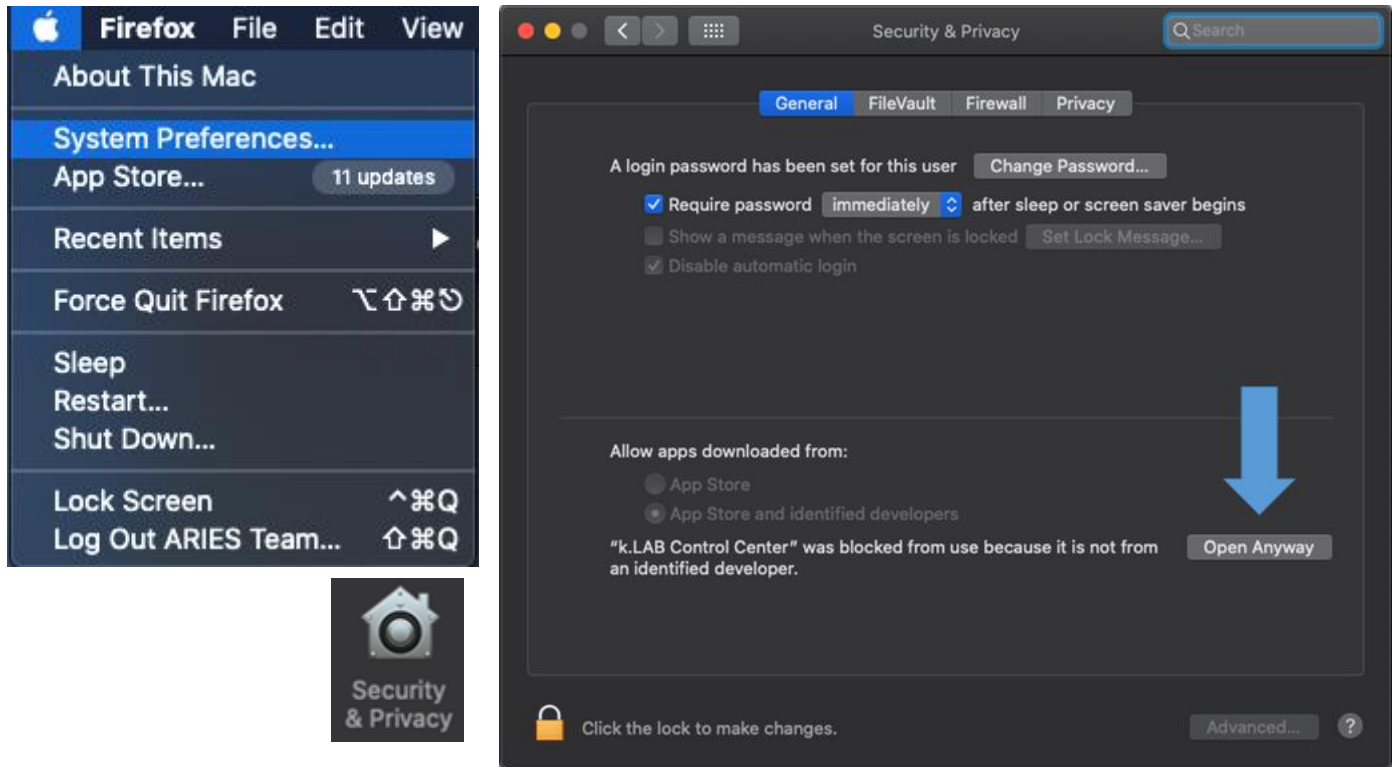 Firefox File Edit View
About This Mac
System Preferences...
App Store... 11 updates
Recent Items ▶
Force Quit Firefox ⌥⇧⌘⎋
Sleep
Restart...
Shut Down...
Lock Screen ^⌘Q
Log Out ARIES Team... ⇧⌘Q
Security
& Privacy
Security & Privacy
Search
General FileVault Firewall Privacy
A login password has been set for this user Change Password...
Require password immediately after sleep or screen saver begins
Show a message when the screen is locked Set Lock Message...
Disable automatic login
Allow apps downloaded from:
App Store
App Store and identified developers
“k.LAB Control Center” was blocked from use because it is not from Open Anyway
an identified developer.
Click the lock to make changes. Advanced... ?